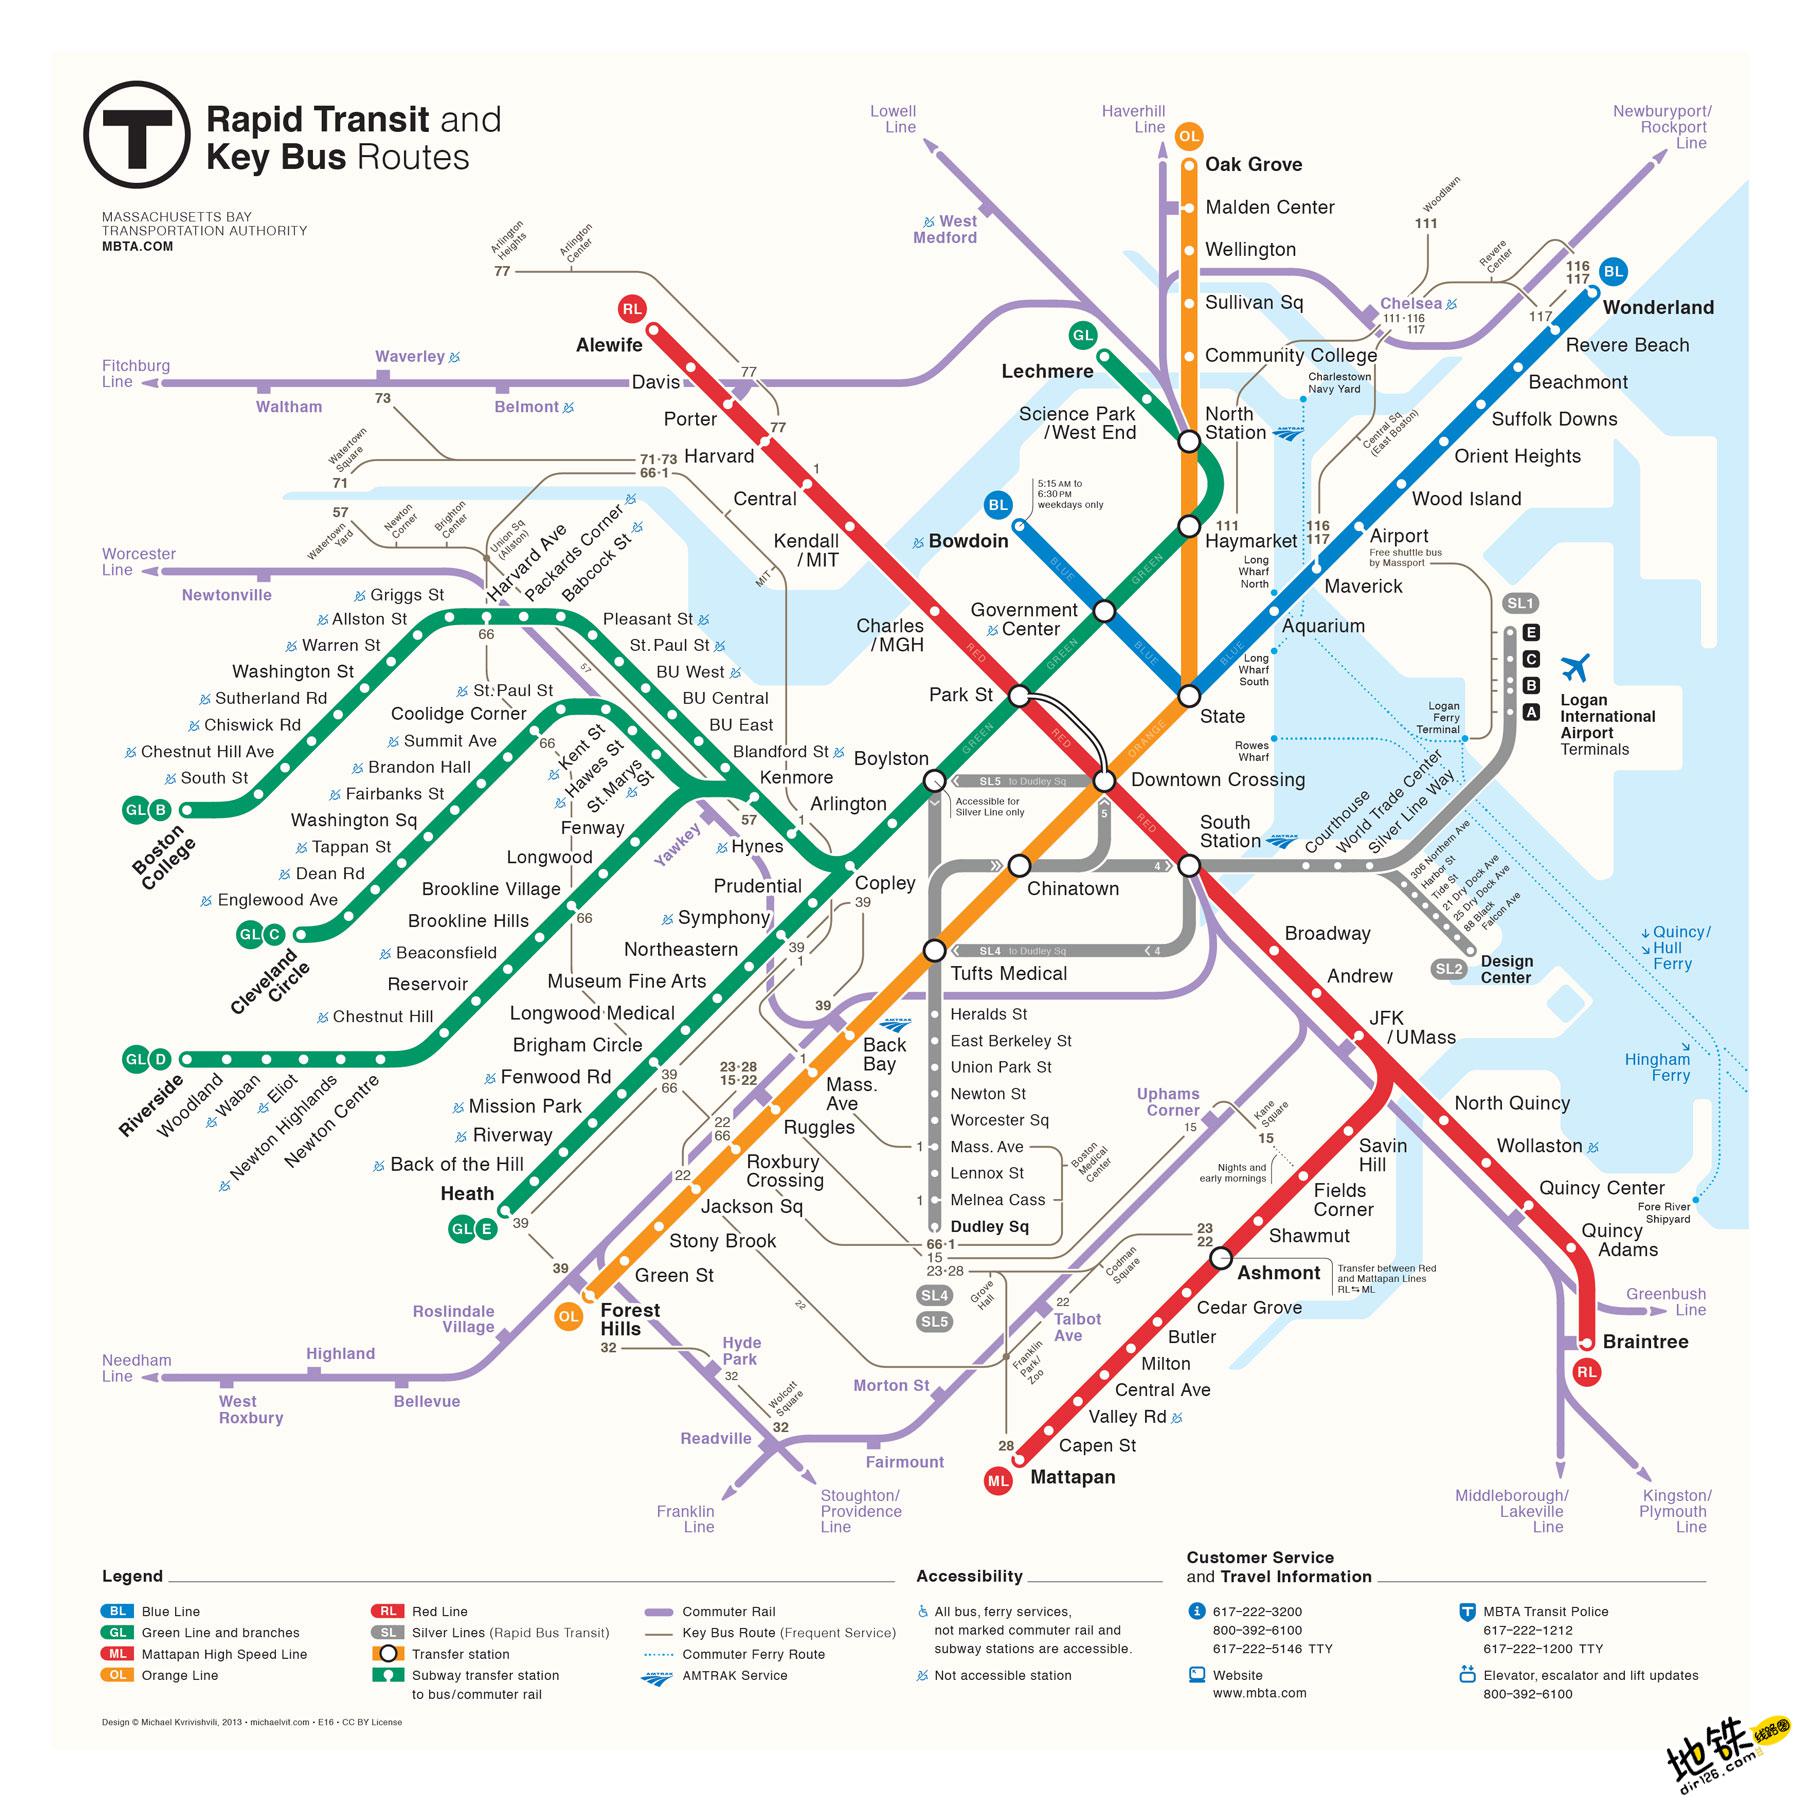 T
Rapid Transit and
Key Bus Routes
MASSACHUSETTS BAY
TRANSPORTATION AUTHORITY
MBTA.COM
Lowell
Line
Haverhill
Line
Newburyport/
Rockport
Line
OL
Oak Grove
Malden Center
Wellington
Sullivan Sq
Community College
North
Station
AMTRAK
Haymarket
West
Medford
Woodlawn
111
Revere
Center
116
117
BL
Wonderland
Chelsea
111·116
117
117
Revere Beach
Beachmont
Suffolk Downs
Orient Heights
Wood Island
Airport
Free shuttle bus
by Massport
Maverick
Aquarium
Charlestown
Navy Yard
Central Sq
(East Boston)
111
116
117
Long
Wharf
North
Long
Wharf
South
Rowes
Wharf
Logan
Ferry
Terminal
SL1
E
C
B
A
Logan
International
Airport
Terminals
Arlington
Heights
Arlington
Center
77
RL
Alewife
Davis
77
Porter
77
Harvard
1
Central
Kendall
/MIT
MIT
Charles
/MGH
RED
Park St
RED
Downtown Crossing
RED
South
Station
AMTRAK
GL
Lechmere
Science Park
/West End
BL
5:15 AM to
6:30 PM
weekdays only
Bowdoin
BLUE
GREEN
Government
Center
GREEN
BLUE
BLUE
State
ORANGE
GREEN
Boylston
SL5 to Dudley Sq
Accessible for
Silver Line only
5
Chinatown
4
Tufts Medical
SL4 to Dudley Sq
4
Fitchburg
Line
Waverley
Waltham
Belmont
73
Watertown
Square
71
71·73
66·1
57
Watertown
Yard
Newton
Corner
Brighton
Center
Union Sq
(Allston)
Worcester
Line
Newtonville
Harvard Ave
Packards Corner
Babcock St
Griggs St
Allston St
Warren St
Washington St
Sutherland Rd
Chiswick Rd
Chestnut Hill Ave
South St
GL B
Boston
College
66
57
Pleasant St
St. Paul St
BU West
BU Central
BU East
Blandford St
Kenmore
57
Hynes
1
Arlington
Copley
39
St. Paul St
Coolidge Corner
66
Summit Ave
Brandon Hall
Fairbanks St
Washington Sq
Tappan St
Dean Rd
Englewood Ave
GL C
Cleveland
Circle
Kent St
Hawes St
St. Marys
St
Yawkey
Fenway
Longwood
Brookline Village
66
Brookline Hills
Beaconsfield
Reservoir
Chestnut Hill
GL D
Riverside
Woodland
Waban
Eliot
Newton Highlands
Newton Centre
Prudential
Symphony
39
1
Northeastern
Museum Fine Arts
Longwood Medical
Brigham Circle
39
66
Fenwood Rd
Mission Park
Riverway
Back of the Hill
Heath
GL E
39
39
39
AMTRAK
Back
Bay
1
Mass.
Ave
23·28
15·22
Ruggles
22
66
Roxbury
Crossing
22
Jackson Sq
Stony Brook
Green St
OL
Forest
Hills
32
22
Heralds St
East Berkeley St
Union Park St
Newton St
Worcester Sq
1
Mass. Ave
Lennox St
1
Melnea Cass
Dudley Sq
Boston
Medical
Center
66·1
15
23·28
SL4
SL5
Grove
Hall
Courthouse
World Trade Center
Silver Line Way
306 Northern Ave
Harbor St
Tide St
21 Dry Dock Ave
25 Dry Dock Ave
88 Black
Falcon Ave
SL2
Design
Center
Quincy/
Hull
Ferry
Hingham
Ferry
Broadway
Andrew
JFK
/UMass
North Quincy
Wollaston
Quincy Center
Fore River
Shipyard
Quincy
Adams
Greenbush
Line
Braintree
RL
Uphams
Corner
15
Kane
Square
15
Nights and
early mornings
Savin
Hill
Fields
Corner
Shawmut
23
22
Ashmont
Transfer between Red
and Mattapan Lines
RL⇆ML
Codman
Square
22
Talbot
Ave
Franklin
Park/
Zoo
Cedar Grove
Butler
Milton
Central Ave
Valley Rd
Capen St
28
ML
Mattapan
Roslindale
Village
Needham
Line
Highland
West
Roxbury
Bellevue
Hyde
Park
32
Wolcott
Square
32
Readville
Morton St
Fairmount
Franklin
Line
Stoughton/
Providence
Line
Middleborough/
Lakeville
Line
Kingston/
Plymouth
Line
Legend
BL Blue Line
GL Green Line and branches
ML Mattapan High Speed Line
OL Orange Line
RL Red Line
SL Silver Lines (Rapid Bus Transit)
Transfer station
Subway transfer station
to bus/commuter rail
Commuter Rail
Key Bus Route (Frequent Service)
Commuter Ferry Route
AMTRAK AMTRAK Service
Accessibility
All bus, ferry services,
not marked commuter rail and
subway stations are accessible.
Not accessible station
Customer Service
and Travel Information
617-222-3200
800-392-6100
617-222-5146 TTY
Website
www.mbta.com
MBTA Transit Police
617-222-1212
617-222-1200 TTY
Elevator, escalator and lift updates
800-392-6100
Design © Michael Kvrivishvili, 2013 • michaelvit.com • E16 • CC BY License
地铁
线路图
dir126.com